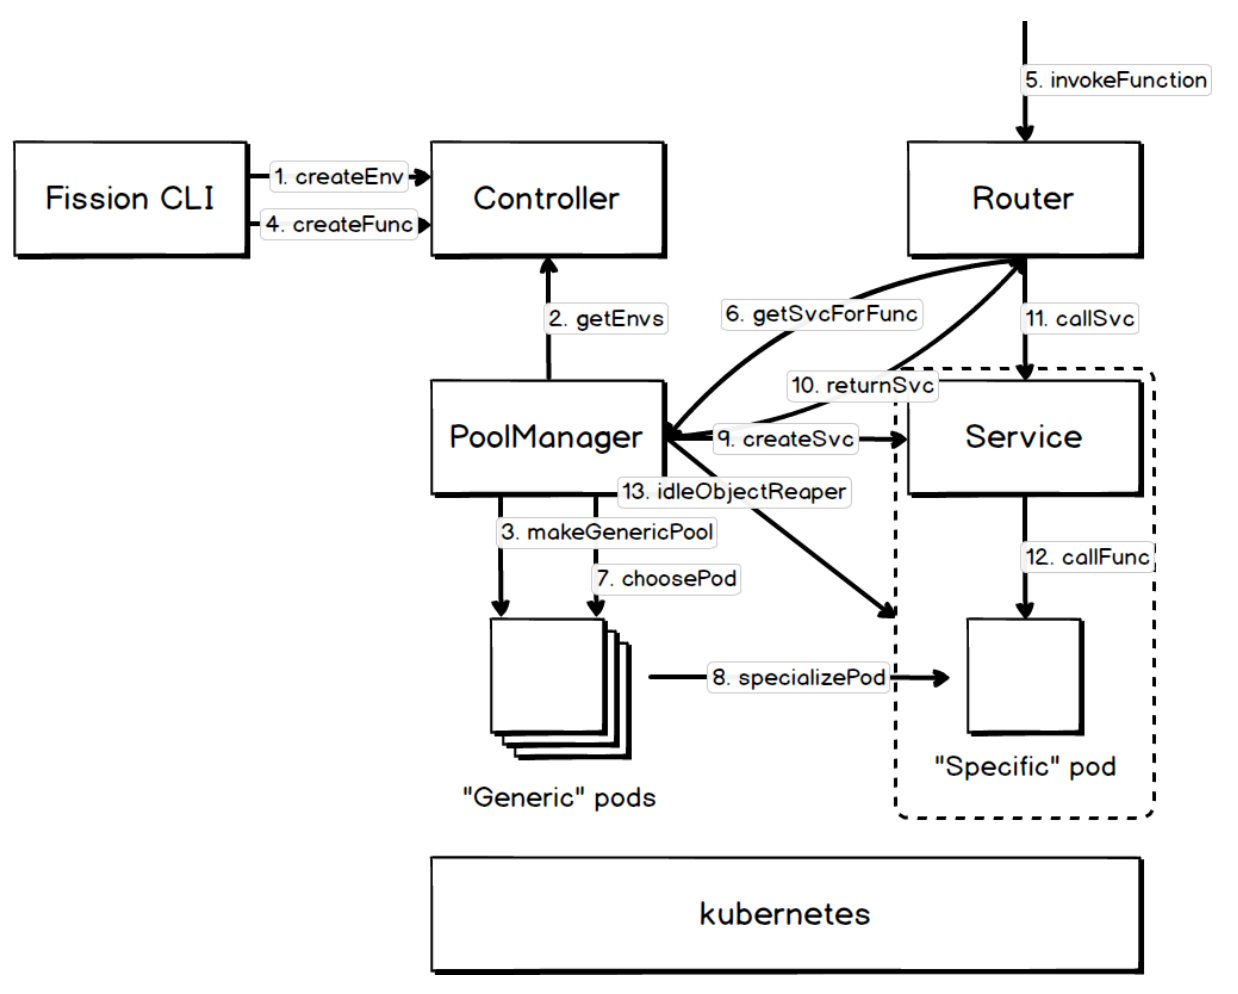 5. invokeFunction
Fission CLI
1. createEnv
4. createFunc
Controller
Router
2. getEnvs
6. getSvcForFunc
11. callSvc
10. returnSvc
PoolManager
9. createSvc
Service
13. idleObjectReaper
3. makeGenericPool
7. choosePod
12. callFunc
8. specializePod
"Specific" pod
"Generic" pods
kubernetes